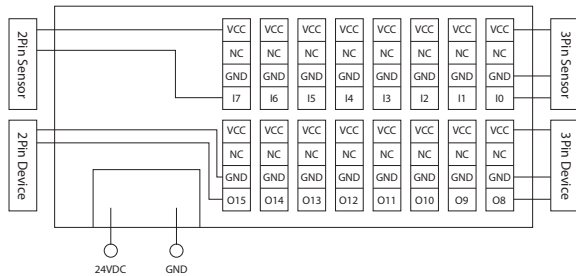 2Pin Sensor
VCC VCC VCC VCC VCC VCC VCC VCC
NC NC NC NC NC NC NC NC
GND GND GND GND GND GND GND GND
I7 I6 I5 I4 I3 I2 I1 I0
3Pin Sensor
2Pin Device
VCC VCC VCC VCC VCC VCC VCC VCC
NC NC NC NC NC NC NC NC
GND GND GND GND GND GND GND GND
O15 O14 O13 O12 O11 O10 O9 O8
3Pin Device
24VDC GND